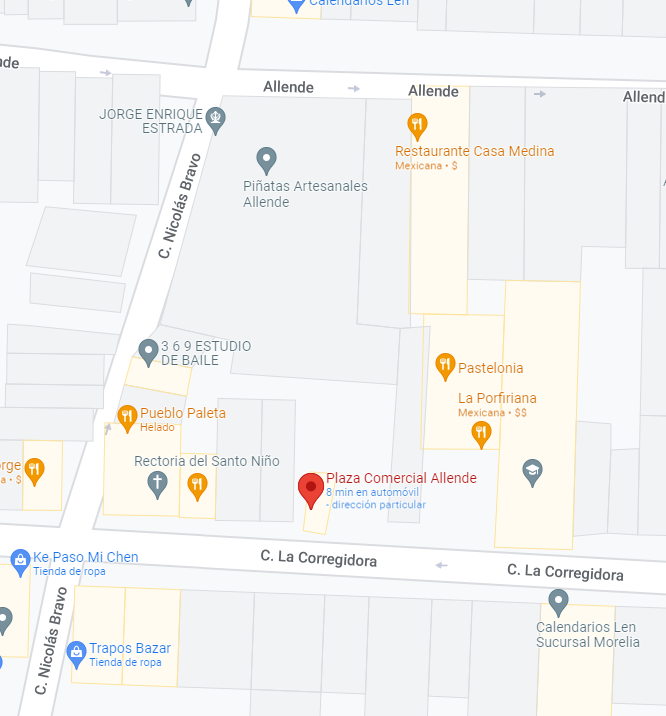 Calendarios Len
nde
Allende
Allende
Allend
JORGE ENRIQUE
ESTRADA
Restaurante Casa Medina
Mexicana • $
C. Nicolás Bravo
Piñatas Artesanales
Allende
3 6 9 ESTUDIO
DE BAILE
Pastelonia
La Porfiriana
Mexicana • $$
Pueblo Paleta
Helado
orge
a • $
Rectoria del Santo Niño
Plaza Comercial Allende
8 min en automóvil
- dirección particular
Ke Paso Mi Chen
Tienda de ropa
C. La Corregidora
C. La Corregidora
C. Nicolás Bravo
Calendarios Len
Sucursal Morelia
Trapos Bazar
Tienda de ropa